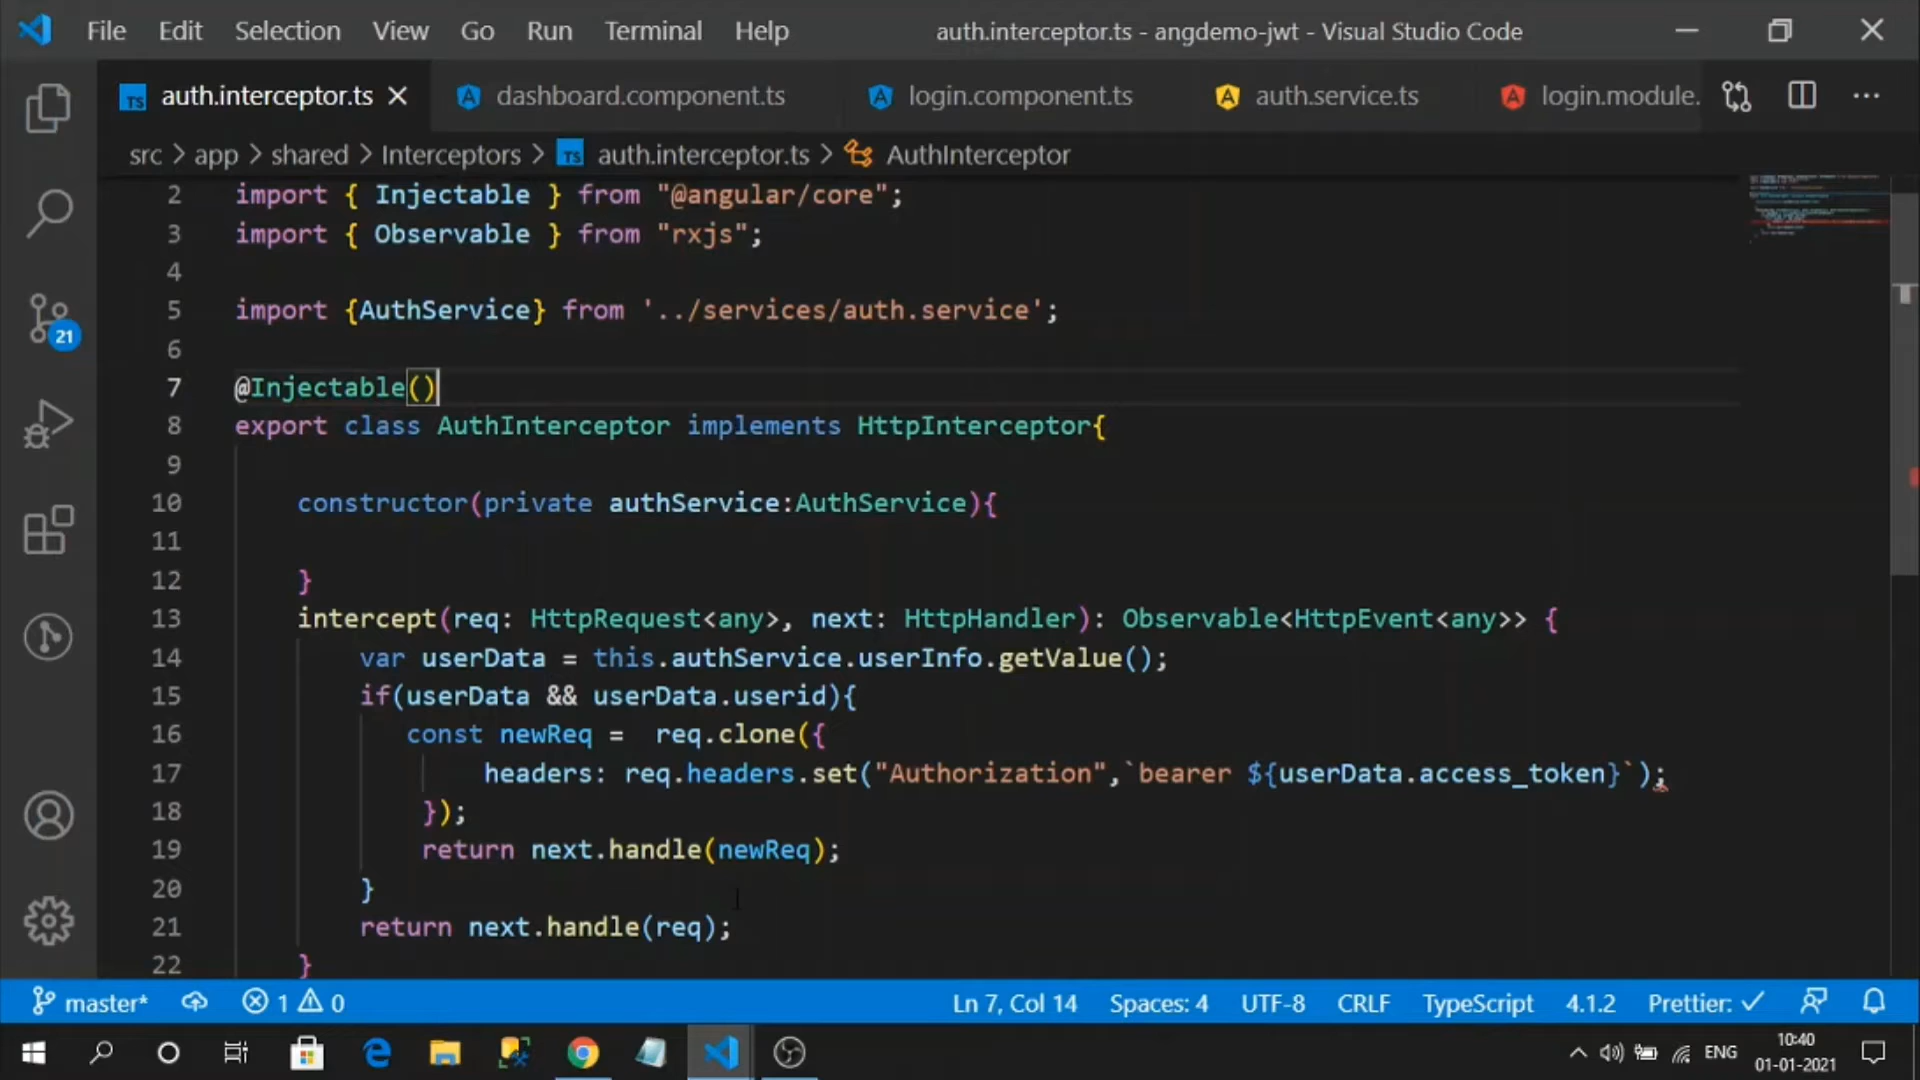 File Edit Selection View Go Run Terminal Help auth.interceptor.ts - angdemo-jwt - Visual Studio Code
TS auth.interceptor.ts dashboard.component.ts login.component.ts auth.service.ts login.module.
src > app > shared > Interceptors > TS auth.interceptor.ts > AuthInterceptor
2 import { Injectable } from "@angular/core";
3 import { Observable } from "rxjs";
4
5 import {AuthService} from '../services/auth.service';
6
7 @Injectable()
8 export class AuthInterceptor implements HttpInterceptor{
9
10 constructor(private authService:AuthService){
11
12 }
13 intercept(req: HttpRequest<any>, next: HttpHandler): Observable<HttpEvent<any>> {
14 var userData = this.authService.userInfo.getValue();
15 if(userData && userData.userid){
16 const newReq =  req.clone({
17 headers: req.headers.set("Authorization",`bearer ${userData.access_token}`);
18 });
19 return next.handle(newReq);
20 }
21 return next.handle(req);
22 }
21
master* 1 0 Ln 7, Col 14 Spaces: 4 UTF-8 CRLF TypeScript 4.1.2 Prettier: ✓
ENG 10:40
01-01-2021